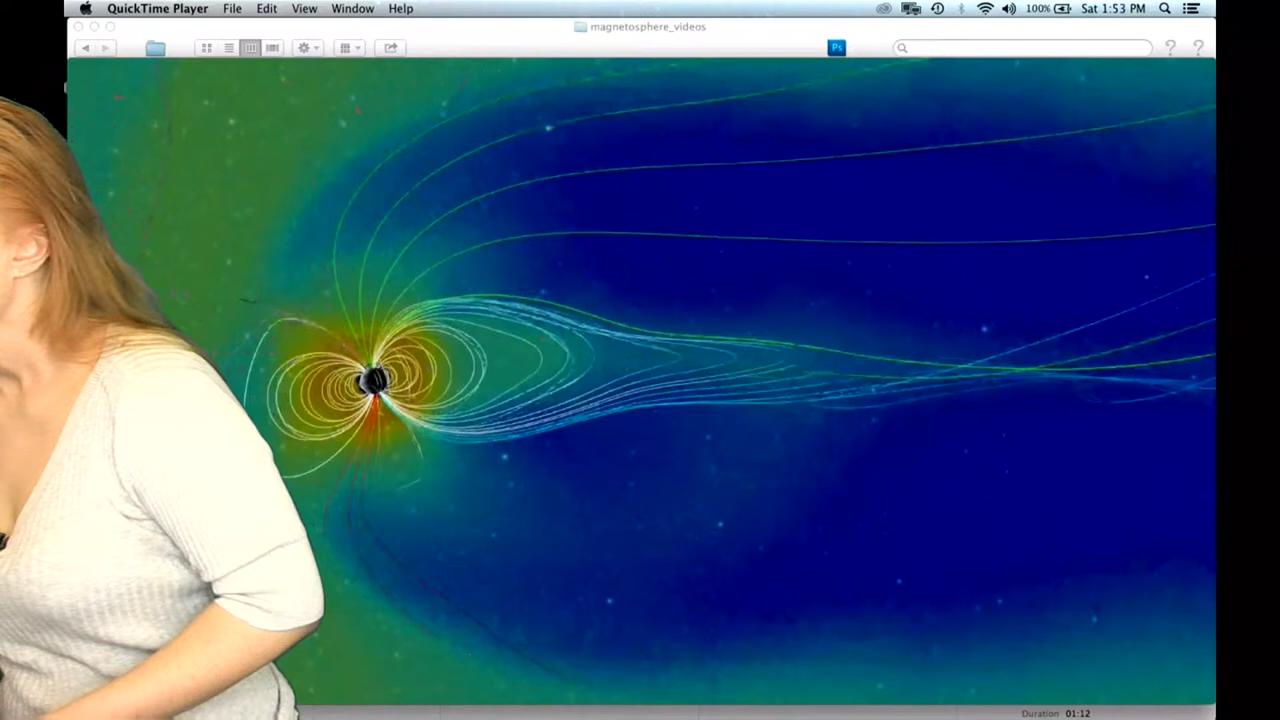 QuickTime Player File Edit View Window Help 100% Sat 1:53 PM
magnetosphere_videos
Ps ? ?
Duration 01:12